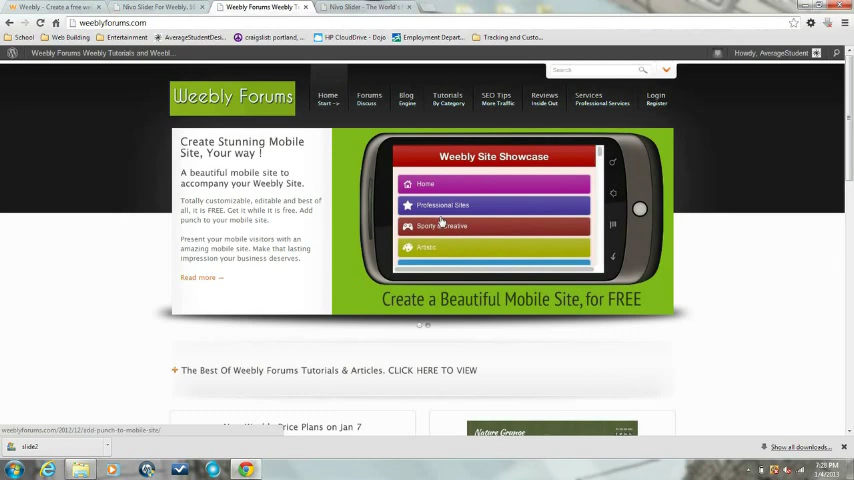 Weebly - Create a free we
Nivo Slider For Weebly. S
Weebly Forums Weebly Tu
Nivo Slider - The World's
weeblyforums.com
School Web Building Entertainment AverageStudentDesi... craigslist: portland, ... HP CloudDrive - Dojo Employment Depart... Tracking and Custo...
Weebly Forums Weebly Tutorials and Weebl...
Howdy, AverageStudent
Search
Weebly Forums
Home Forums Blog Tutorials SEO Tips Reviews Services Login
Start --> Discuss Engine By Category More Traffic Inside Out Professional Services Register
Create Stunning Mobile
Site, Your way !
A beautiful mobile site to
accompany your Weebly Site.
Totally customizable, editable and best of
all, it is FREE. Get it while it is free. Add
punch to your mobile site.
Present your mobile visitors with an
amazing mobile site. Make that lasting
impression your business deserves.
Read more →
Weebly Site Showcase
Home
Professional Sites
Sporty Creative
Artistic
Create a Beautiful Mobile Site, for FREE
+ The Best Of Weebly Forums Tutorials & Articles. CLICK HERE TO VIEW
Price Plans on Jan 7
Nature Grunge
weeblyforums.com/2012/12/add-punch-to-mobile-site/
slide2
Show all downloads...
7:28 PM
1/4/2013